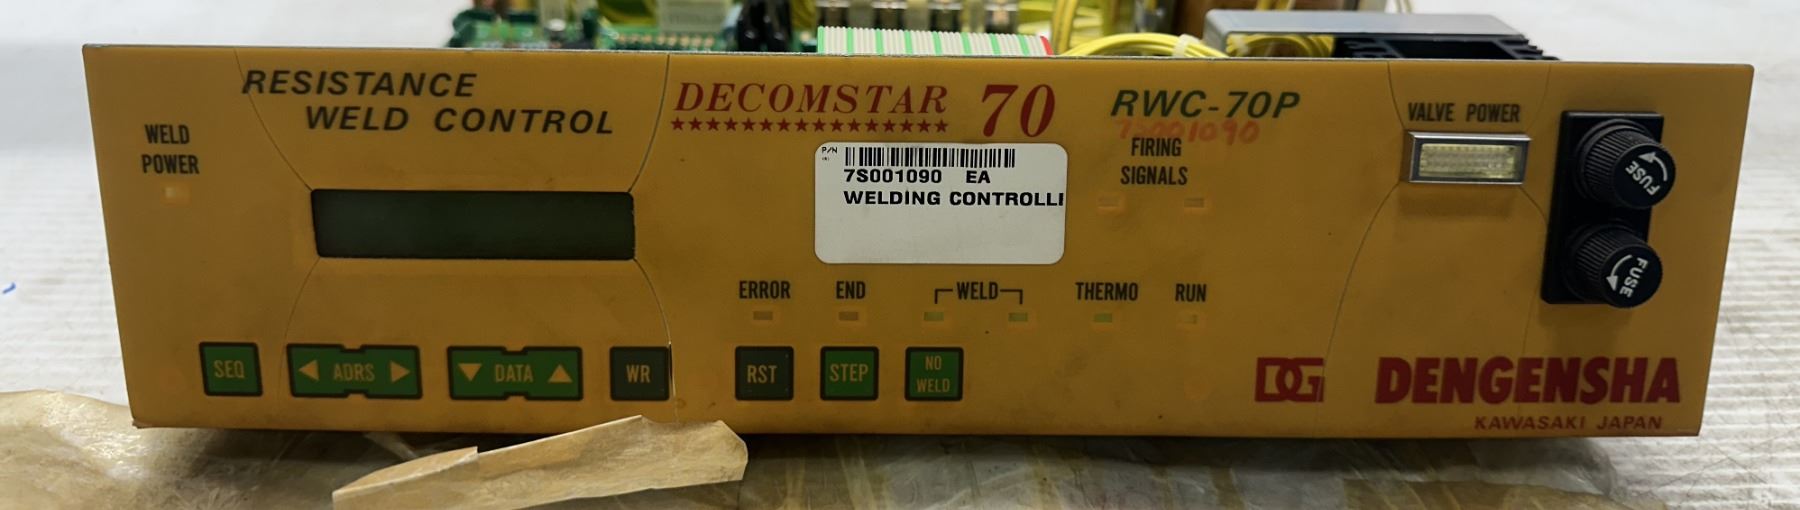 RESISTANCE
WELD CONTROL
WELD
POWER
DECOMSTAR 70
RWC-70P
7S001090
FIRING
SIGNALS
VALVE POWER
FUSE
FUSE
P/N
7S001090 EA
WELDING CONTROLL
ERROR
END
WELD
THERMO
RUN
SEQ
ADRS
DATA
WR
RST
STEP
NO
WELD
DG DENGENSHA
KAWASAKI JAPAN